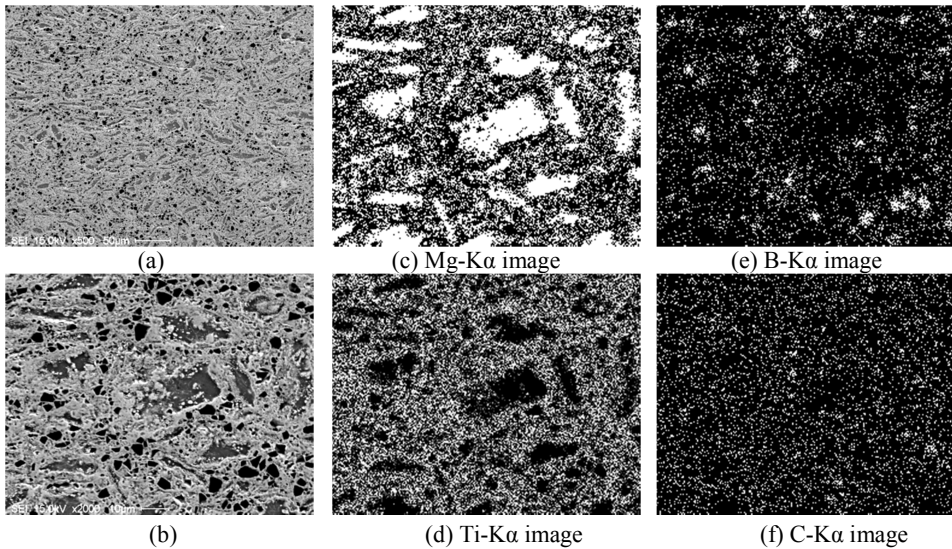 SEI 15.0kV x500 50μm
(a)
(c) Mg-Kα image
(e) B-Kα image
SEI 15.0kV x2000 10μm
(b)
(d) Ti-Kα image
(f) C-Kα image